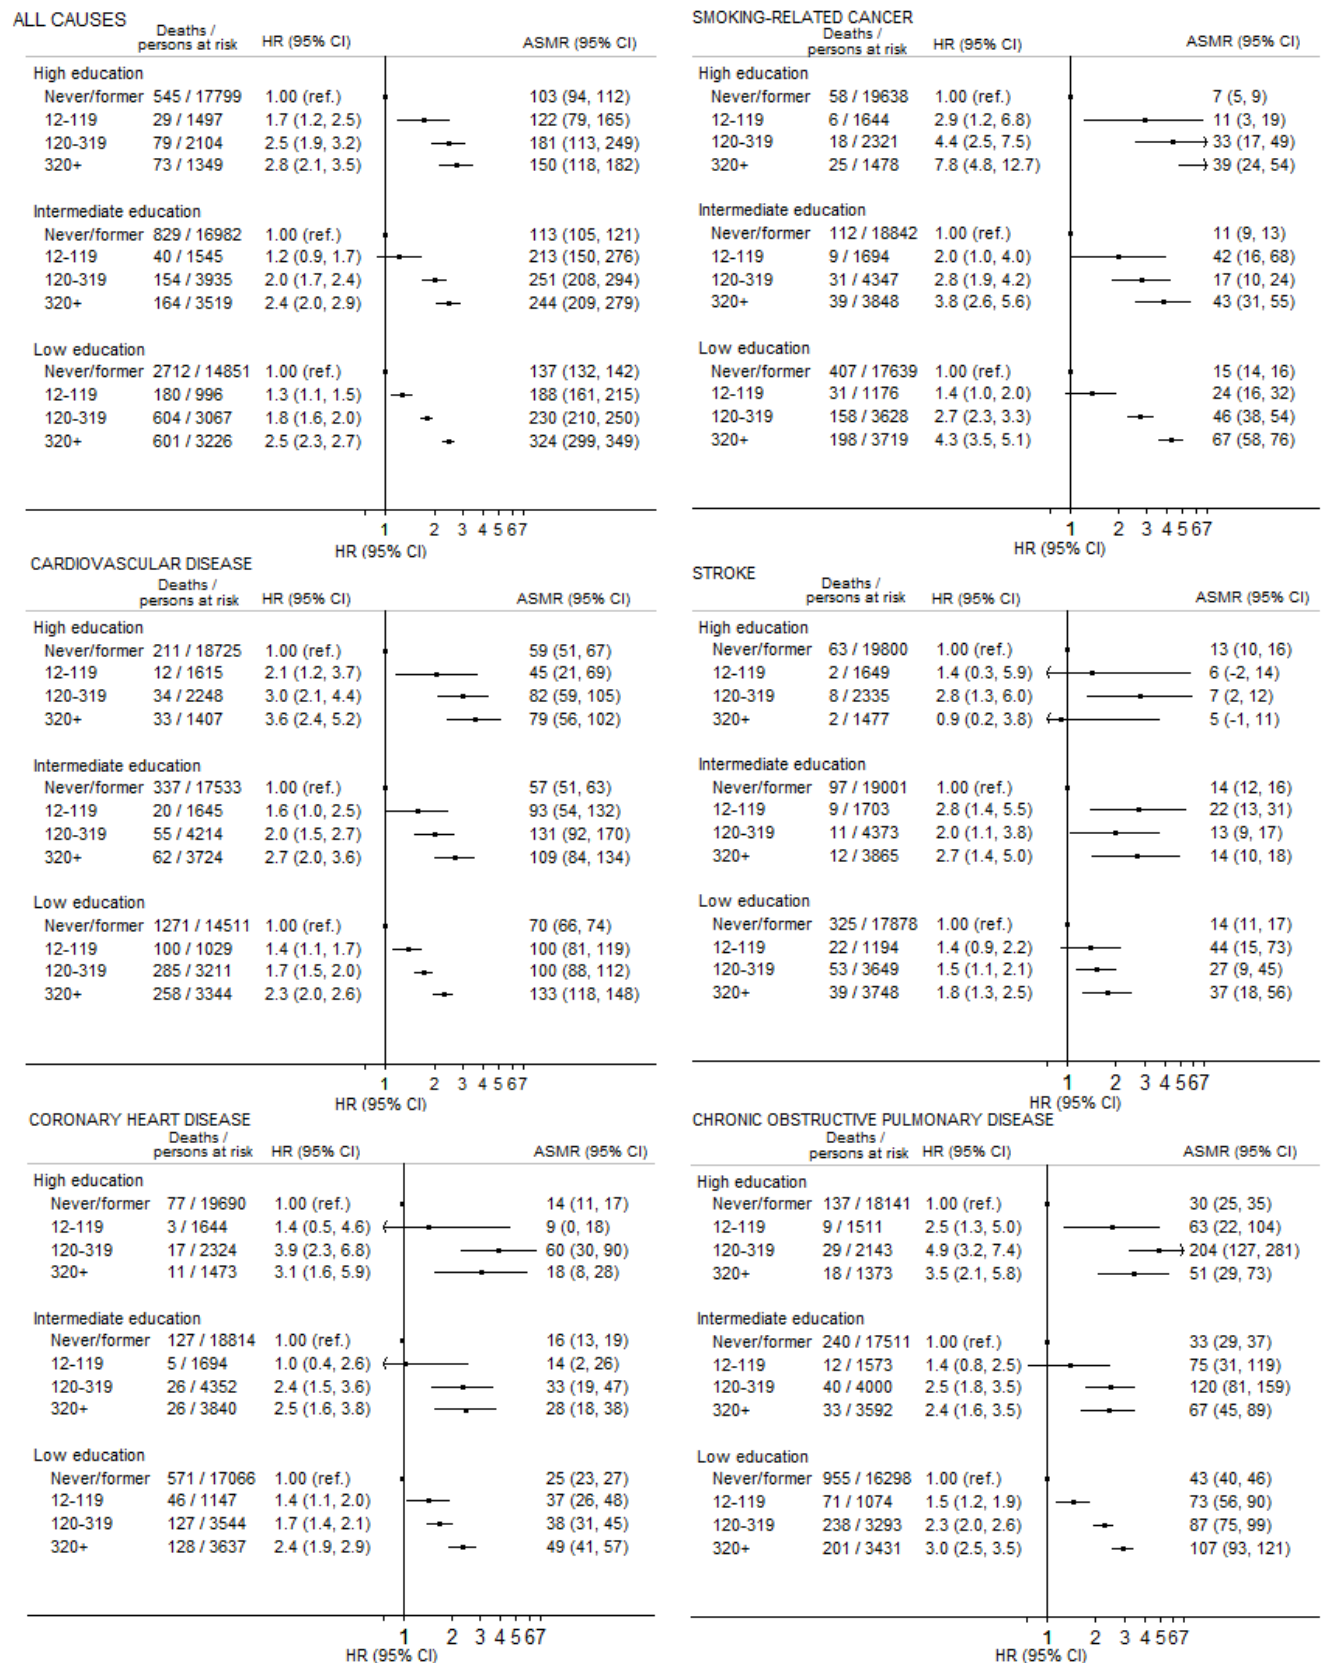 ALL CAUSES
Deaths /
persons at risk HR (95% CI) ASMR (95% CI)
High education
Never/former 545 / 17799 1.00 (ref.) 103 (94, 112)
12-119 29 / 1497 1.7 (1.2, 2.5) 122 (79, 165)
120-319 79 / 2104 2.5 (1.9, 3.2) 181 (113, 249)
320+ 73 / 1349 2.8 (2.1, 3.5) 150 (118, 182)
Intermediate education
Never/former 829 / 16982 1.00 (ref.) 113 (105, 121)
12-119 40 / 1545 1.2 (0.9, 1.7) 213 (150, 276)
120-319 154 / 3935 2.0 (1.7, 2.4) 251 (208, 294)
320+ 164 / 3519 2.4 (2.0, 2.9) 244 (209, 279)
Low education
Never/former 2712 / 14851 1.00 (ref.) 137 (132, 142)
12-119 180 / 996 1.3 (1.1, 1.5) 188 (161, 215)
120-319 604 / 3067 1.8 (1.6, 2.0) 230 (210, 250)
320+ 601 / 3226 2.5 (2.3, 2.7) 324 (299, 349)
1 2 3 4 5 6 7
HR (95% CI)
SMOKING-RELATED CANCER
Deaths /
persons at risk HR (95% CI) ASMR (95% CI)
High education
Never/former 58 / 19638 1.00 (ref.) 7 (5, 9)
12-119 6 / 1644 2.9 (1.2, 6.8) 11 (3, 19)
120-319 18 / 2321 4.4 (2.5, 7.5) 33 (17, 49)
320+ 25 / 1478 7.8 (4.8, 12.7) 39 (24, 54)
Intermediate education
Never/former 112 / 18842 1.00 (ref.) 11 (9, 13)
12-119 9 / 1694 2.0 (1.0, 4.0) 42 (16, 68)
120-319 31 / 4347 2.8 (1.9, 4.2) 17 (10, 24)
320+ 39 / 3848 3.8 (2.6, 5.6) 43 (31, 55)
Low education
Never/former 407 / 17639 1.00 (ref.) 15 (14, 16)
12-119 31 / 1176 1.4 (1.0, 2.0) 24 (16, 32)
120-319 158 / 3628 2.7 (2.3, 3.3) 46 (38, 54)
320+ 198 / 3719 4.3 (3.5, 5.1) 67 (58, 76)
1 2 3 4 5 6 7
HR (95% CI)
CARDIOVASCULAR DISEASE
Deaths /
persons at risk HR (95% CI) ASMR (95% CI)
High education
Never/former 211 / 18725 1.00 (ref.) 59 (51, 67)
12-119 12 / 1615 2.1 (1.2, 3.7) 45 (21, 69)
120-319 34 / 2248 3.0 (2.1, 4.4) 82 (59, 105)
320+ 33 / 1407 3.6 (2.4, 5.2) 79 (56, 102)
Intermediate education
Never/former 337 / 17533 1.00 (ref.) 57 (51, 63)
12-119 20 / 1645 1.6 (1.0, 2.5) 93 (54, 132)
120-319 55 / 4214 2.0 (1.5, 2.7) 131 (92, 170)
320+ 62 / 3724 2.7 (2.0, 3.6) 109 (84, 134)
Low education
Never/former 1271 / 14511 1.00 (ref.) 70 (66, 74)
12-119 100 / 1029 1.4 (1.1, 1.7) 100 (81, 119)
120-319 285 / 3211 1.7 (1.5, 2.0) 100 (88, 112)
320+ 258 / 3344 2.3 (2.0, 2.6) 133 (118, 148)
1 2 3 4 5 6 7
HR (95% CI)
STROKE
Deaths /
persons at risk HR (95% CI) ASMR (95% CI)
High education
Never/former 63 / 19800 1.00 (ref.) 13 (10, 16)
12-119 2 / 1649 1.4 (0.3, 5.9) 6 (-2, 14)
120-319 8 / 2335 2.8 (1.3, 6.0) 7 (2, 12)
320+ 2 / 1477 0.9 (0.2, 3.8) 5 (-1, 11)
Intermediate education
Never/former 97 / 19001 1.00 (ref.) 14 (12, 16)
12-119 9 / 1703 2.8 (1.4, 5.5) 22 (13, 31)
120-319 11 / 4373 2.0 (1.1, 3.8) 13 (9, 17)
320+ 12 / 3865 2.7 (1.4, 5.0) 14 (10, 18)
Low education
Never/former 325 / 17878 1.00 (ref.) 14 (11, 17)
12-119 22 / 1194 1.4 (0.9, 2.2) 44 (15, 73)
120-319 53 / 3649 1.5 (1.1, 2.1) 27 (9, 45)
320+ 39 / 3748 1.8 (1.3, 2.5) 37 (18, 56)
1 2 3 4 5 6 7
HR (95% CI)
CORONARY HEART DISEASE
Deaths /
persons at risk HR (95% CI) ASMR (95% CI)
High education
Never/former 77 / 19690 1.00 (ref.) 14 (11, 17)
12-119 3 / 1644 1.4 (0.5, 4.6) 9 (0, 18)
120-319 17 / 2324 3.9 (2.3, 6.8) 60 (30, 90)
320+ 11 / 1473 3.1 (1.6, 5.9) 18 (8, 28)
Intermediate education
Never/former 127 / 18814 1.00 (ref.) 16 (13, 19)
12-119 5 / 1694 1.0 (0.4, 2.6) 14 (2, 26)
120-319 26 / 4352 2.4 (1.5, 3.6) 33 (19, 47)
320+ 26 / 3840 2.5 (1.6, 3.8) 28 (18, 38)
Low education
Never/former 571 / 17066 1.00 (ref.) 25 (23, 27)
12-119 46 / 1147 1.4 (1.1, 2.0) 37 (26, 48)
120-319 127 / 3544 1.7 (1.4, 2.1) 38 (31, 45)
320+ 128 / 3637 2.4 (1.9, 2.9) 49 (41, 57)
1 2 3 4 5 6 7
HR (95% CI)
CHRONIC OBSTRUCTIVE PULMONARY DISEASE
Deaths /
persons at risk HR (95% CI) ASMR (95% CI)
High education
Never/former 137 / 18141 1.00 (ref.) 30 (25, 35)
12-119 9 / 1511 2.5 (1.3, 5.0) 63 (22, 104)
120-319 29 / 2143 4.9 (3.2, 7.4) 204 (127, 281)
320+ 18 / 1373 3.5 (2.1, 5.8) 51 (29, 73)
Intermediate education
Never/former 240 / 17511 1.00 (ref.) 33 (29, 37)
12-119 12 / 1573 1.4 (0.8, 2.5) 75 (31, 119)
120-319 40 / 4000 2.5 (1.8, 3.5) 120 (81, 159)
320+ 33 / 3592 2.4 (1.6, 3.5) 67 (45, 89)
Low education
Never/former 955 / 16298 1.00 (ref.) 43 (40, 46)
12-119 71 / 1074 1.5 (1.2, 1.9) 73 (56, 90)
120-319 238 / 3293 2.3 (2.0, 2.6) 87 (75, 99)
320+ 201 / 3431 3.0 (2.5, 3.5) 107 (93, 121)
1 2 3 4 5 6 7
HR (95% CI)